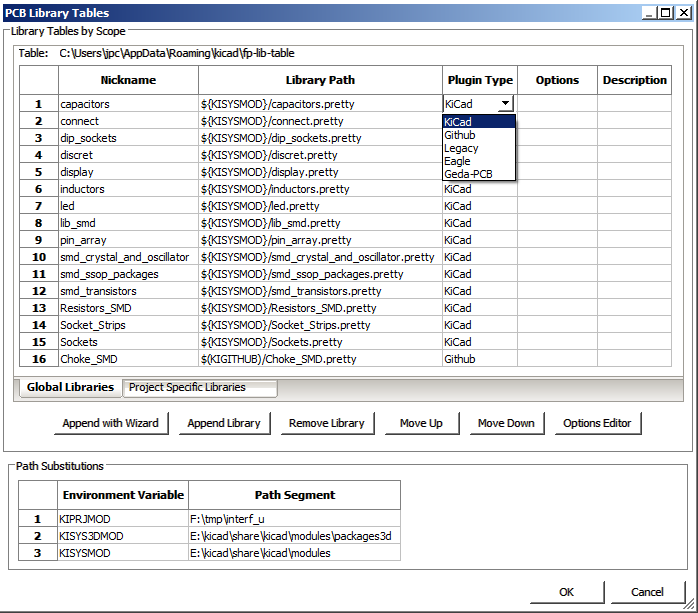 PCB Library Tables
Library Tables by Scope
Table: C:\Users\jpc\AppData\Roaming\kicad\fp-lib-table
Nickname Library Path Plugin Type Options Description
1 capacitors ${KISYSMOD}/capacitors.pretty KiCad
2 connect ${KISYSMOD}/connect.pretty KiCad
3 dip_sockets ${KISYSMOD}/dip_sockets.pretty Github
4 discret ${KISYSMOD}/discret.pretty Legacy
5 display ${KISYSMOD}/display.pretty Eagle
Geda-PCB
6 inductors ${KISYSMOD}/inductors.pretty KiCad
7 led ${KISYSMOD}/led.pretty KiCad
8 lib_smd ${KISYSMOD}/lib_smd.pretty KiCad
9 pin_array ${KISYSMOD}/pin_array.pretty KiCad
10 smd_crystal_and_oscillator ${KISYSMOD}/smd_crystal_and_oscillator.pretty KiCad
11 smd_ssop_packages ${KISYSMOD}/smd_ssop_packages.pretty KiCad
12 smd_transistors ${KISYSMOD}/smd_transistors.pretty KiCad
13 Resistors_SMD ${KISYSMOD}/Resistors_SMD.pretty KiCad
14 Socket_Strips ${KISYSMOD}/Socket_Strips.pretty KiCad
15 Sockets ${KISYSMOD}/Sockets.pretty KiCad
16 Choke_SMD ${KIGITHUB}/Choke_SMD.pretty Github
Global Libraries Project Specific Libraries
Append with Wizard Append Library Remove Library Move Up Move Down Options Editor
Path Substitutions
Environment Variable Path Segment
1 KIPRJMOD F:\tmp\interf_u
2 KISYS3DMOD E:\kicad\share\kicad\modules\packages3d
3 KISYSMOD E:\kicad\share\kicad\modules
OK Cancel